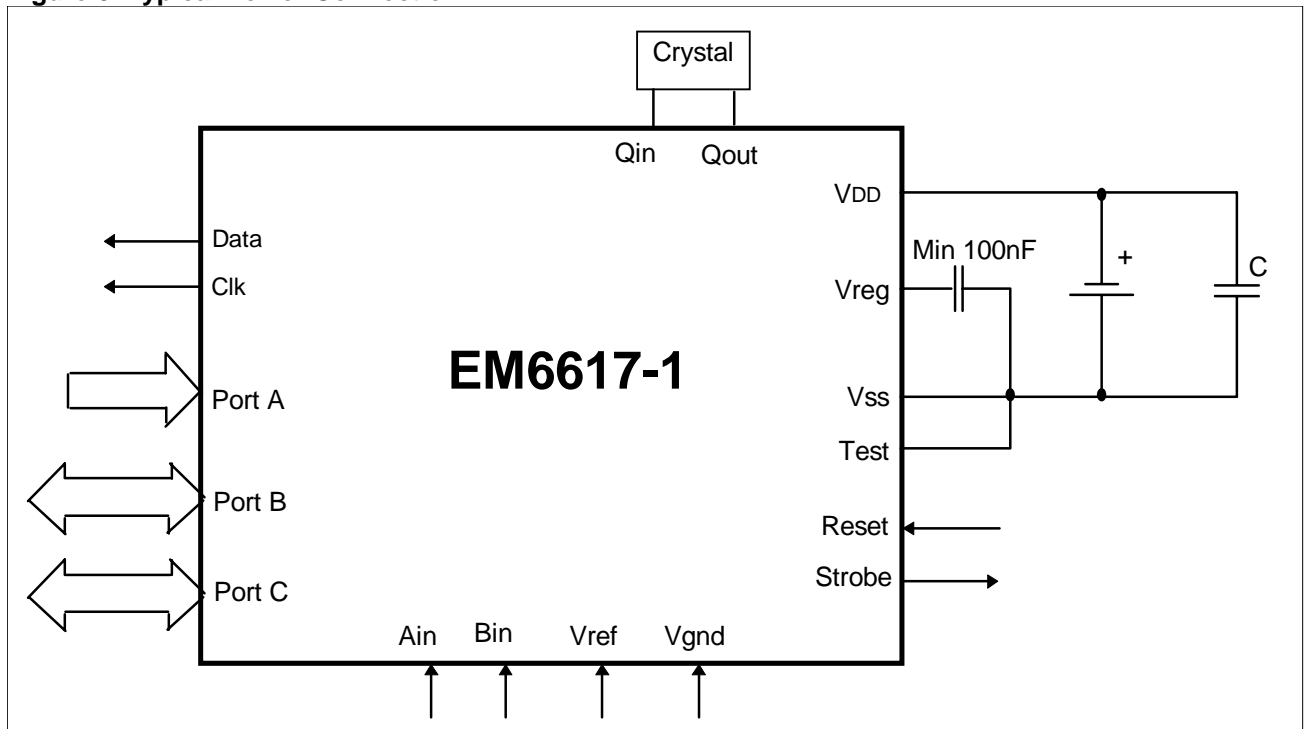 Crystal
Qin Qout
VDD
Data
Min 100nF
+
Clk
Vreg
C
EM6617-1
Port A
Vss
Test
Port B
Reset
Strobe
Port C
Ain Bin Vref Vgnd